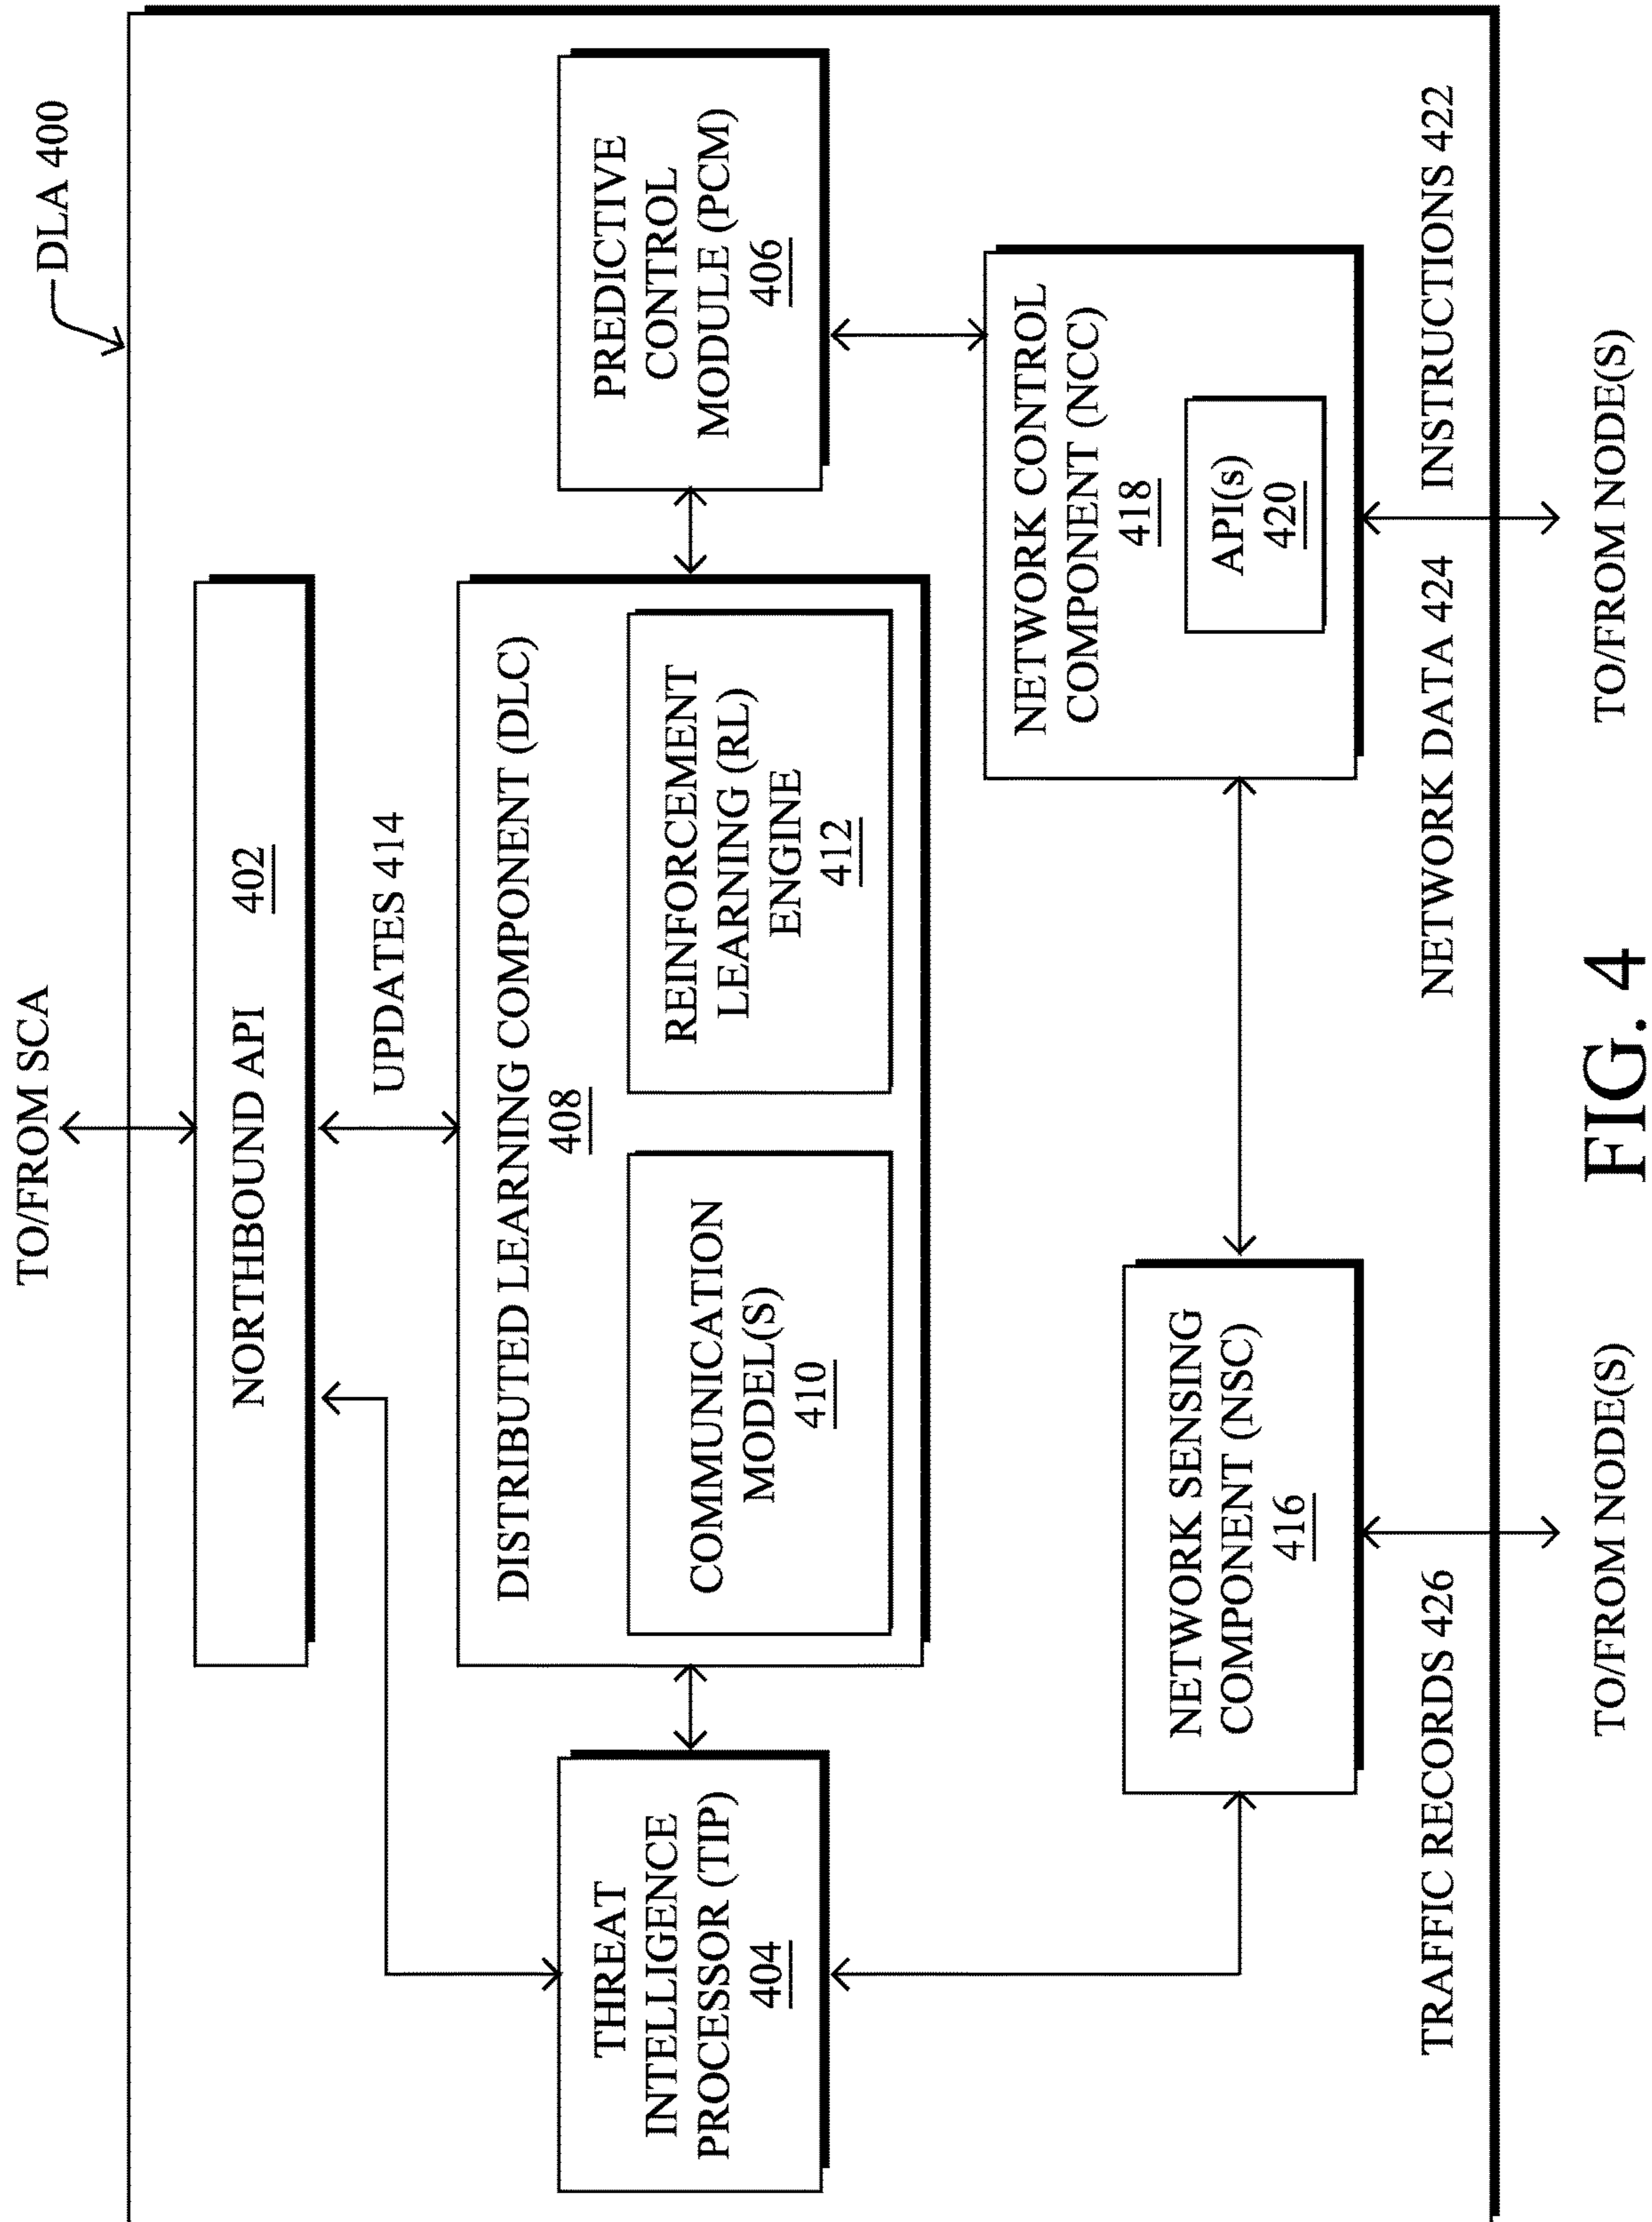 TO/FROM SCA
DLA 400
NORTHBOUND API 402
UPDATES 414
THREAT
INTELLIGENCE
PROCESSOR (TIP)
404
DISTRIBUTED LEARNING COMPONENT (DLC)
408
COMMUNICATION
MODEL(S)
410
REINFORCEMENT
LEARNING (RL)
ENGINE
412
PREDICTIVE
CONTROL
MODULE (PCM)
406
NETWORK SENSING
COMPONENT (NSC)
416
NETWORK CONTROL
COMPONENT (NCC)
418
API(s)
420
TRAFFIC RECORDS 426
NETWORK DATA 424
INSTRUCTIONS 422
TO/FROM NODE(S)
TO/FROM NODE(S)
FIG. 4